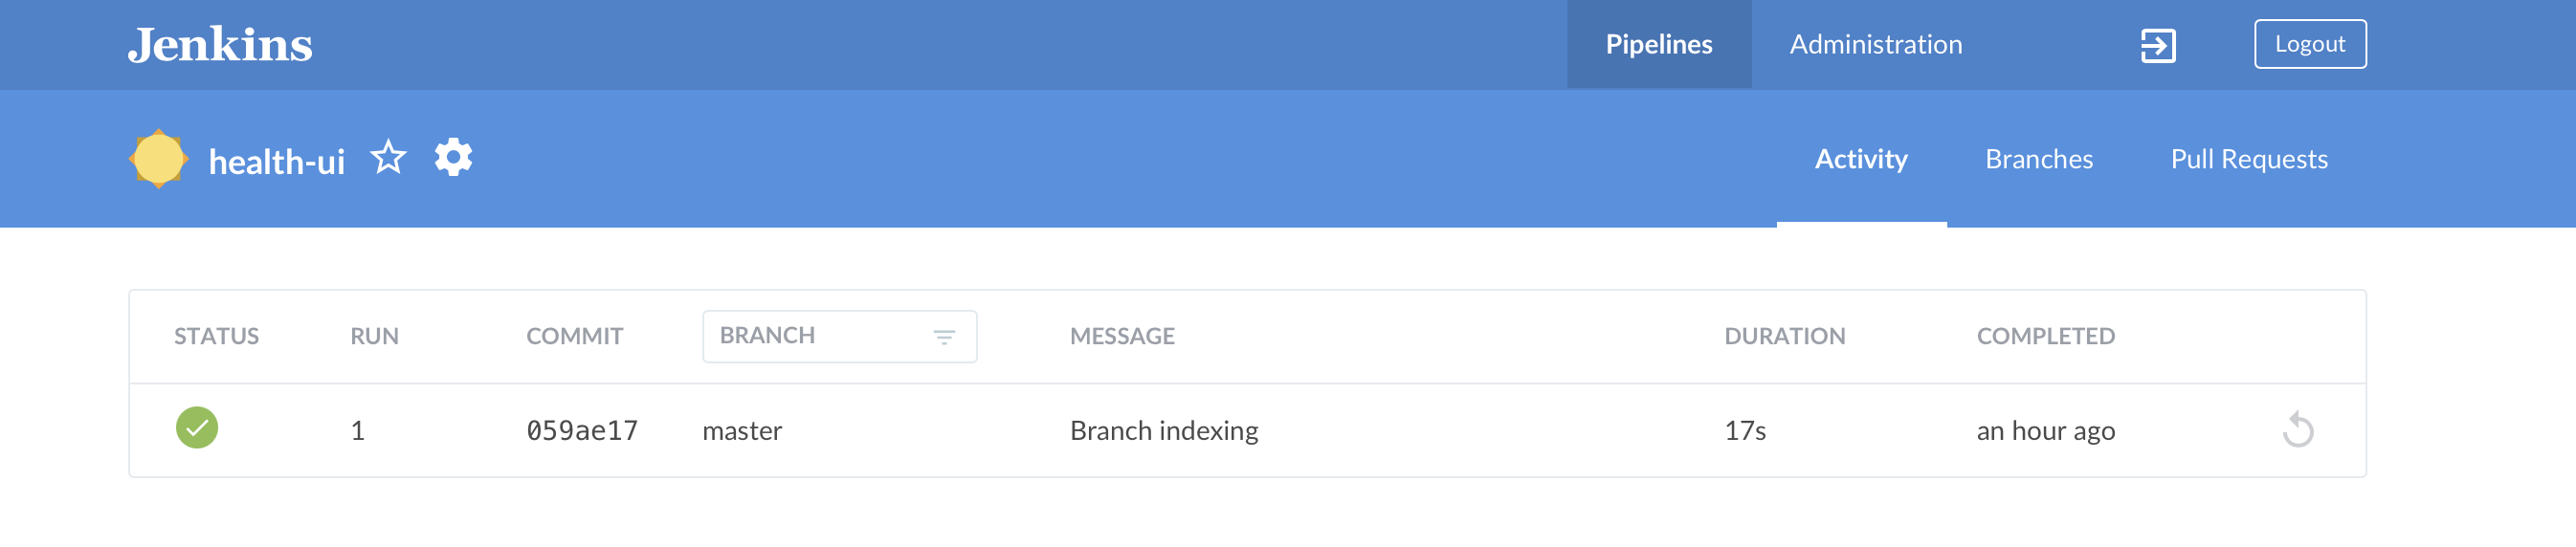 Jenkins Pipelines Administration Logout
health-ui Activity Branches Pull Requests
STATUS RUN COMMIT BRANCH MESSAGE DURATION COMPLETED
1 059ae17 master Branch indexing 17s an hour ago